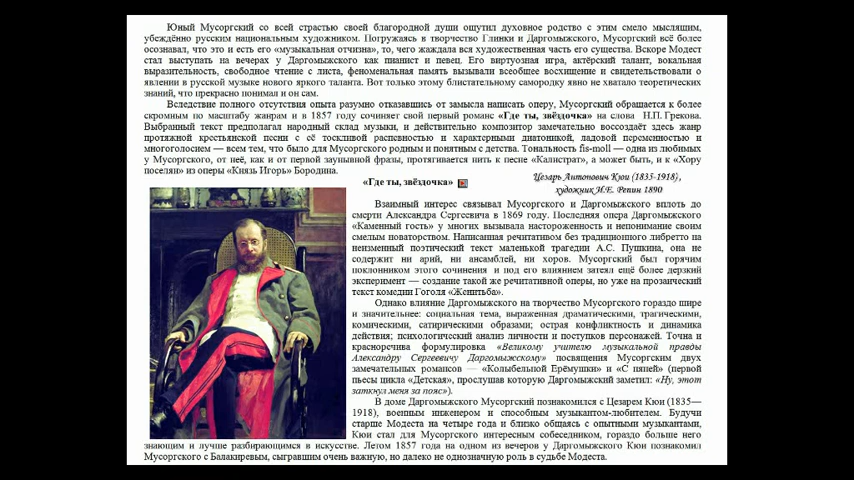 Юный Мусоргский со всей страстью своей благородной души ощутил духовное родство с этим смело мыслящим,
убеждённо русским национальным художником. Погружаясь в творчество Глинки и Даргомыжского, Мусоргский всё более
осознавал, что это и есть его «музыкальная отчизна», то, чего жаждала вся художественная часть его существа. Вскоре Модест
стал выступать на вечерах у Даргомыжского как пианист и певец. Его виртуозная игра, актёрский талант, вокальная
выразительность, свободное чтение с листа, феноменальная память вызывали всеобщее восхищение и свидетельствовали о
явлении в русской музыке нового яркого таланта. Вот только этому блистательному самородку явно не хватало теоретических
знаний, что прекрасно понимал и он сам.
Вследствие полного отсутствия опыта разумно отказавшись от замысла написать оперу, Мусоргский обращается к более
скромным по масштабу жанрам и в 1857 году сочиняет свой первый романс «Где ты, звёздочка» на слова Н.П. Грекова.
Выбранный текст предполагал народный склад музыки, и действительно композитор замечательно воссоздаёт здесь жанр
протяжной крестьянской песни с её тоскливой распевностью и характерными диатоникой, ладовой переменностью и
многоголосием — всем тем, что было для Мусоргского родным и понятным с детства. Тональность fis-moll — одна из любимых
у Мусоргского, от неё, как и от первой заунывной фразы, протягивается нить к песне «Калистрат», а может быть, и к «Хору
поселян» из оперы «Князь Игорь» Бородина.
«Где ты, звёздочка»
Цезарь Антонович Кюи (1835-1918),
художник И.Е. Репин 1890
Взаимный интерес связывал Мусоргского и Даргомыжского вплоть до
смерти Александра Сергеевича в 1869 году. Последняя опера Даргомыжского
«Каменный гость» у многих вызывала настороженность и непонимание своим
смелым новаторством. Написанная речитативом без традиционного либретто на
неизменный поэтический текст маленькой трагедии А.С. Пушкина, она не
содержит ни арий, ни ансамблей, ни хоров. Мусоргский был горячим
поклонником этого сочинения и под его влиянием затеял ещё более дерзкий
эксперимент — создание такой же речитативной оперы, но уже на прозаический
текст комедии Гоголя «Женитьба».
Однако влияние Даргомыжского на творчество Мусоргского гораздо шире
и значительнее: социальная тема, выраженная драматическими, трагическими,
комическими, сатирическими образами; острая конфликтность и динамика
действия; психологический анализ личности и поступков персонажей. Точна и
красноречива формулировка «Великому учителю музыкальной правды
Александру Сергеевичу Даргомыжскому» посвящения Мусоргским двух
замечательных романсов — «Колыбельной Ерёмушки» и «С няней» (первой
пьесы цикла «Детская», прослушав которую Даргомыжский заметил: «Ну, этот
заткнул меня за пояс»).
В доме Даргомыжского Мусоргский познакомился с Цезарем Кюи (1835—
1918), военным инженером и способным музыкантом-любителем. Будучи
старше Модеста на четыре года и близко общаясь с опытными музыкантами,
Кюи стал для Мусоргского интересным собеседником, гораздо больше него
знающим и лучше разбирающимся в искусстве. Летом 1857 года на одном из вечеров у Даргомыжского Кюи познакомил
Мусоргского с Балакиревым, сыгравшим очень важную, но далеко не однозначную роль в судьбе Модеста.